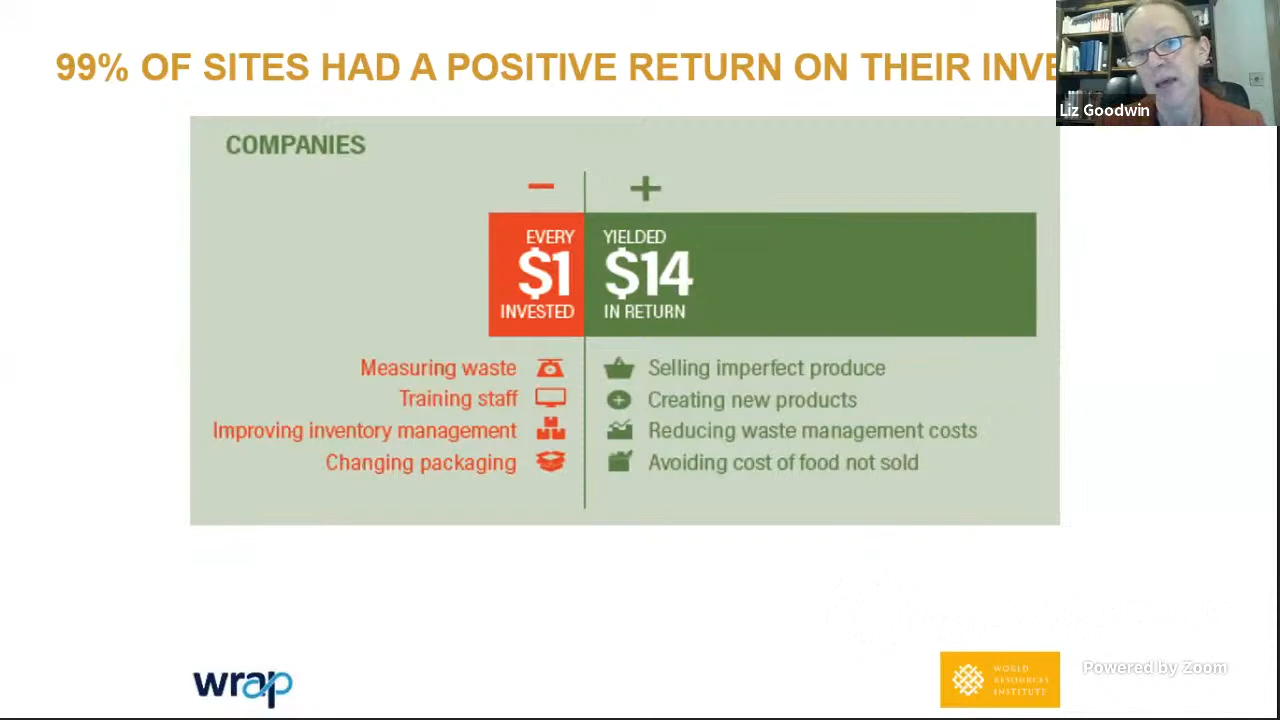 99% OF SITES HAD A POSITIVE RETURN ON THEIR INVE
Liz Goodwin
COMPANIES
− +
EVERY
$1
INVESTED
YIELDED
$14
IN RETURN
Measuring waste
Training staff
Improving inventory management
Changing packaging
Selling imperfect produce
Creating new products
Reducing waste management costs
Avoiding cost of food not sold
wrap
WORLD
RESOURCES
INSTITUTE
Powered by Zoom